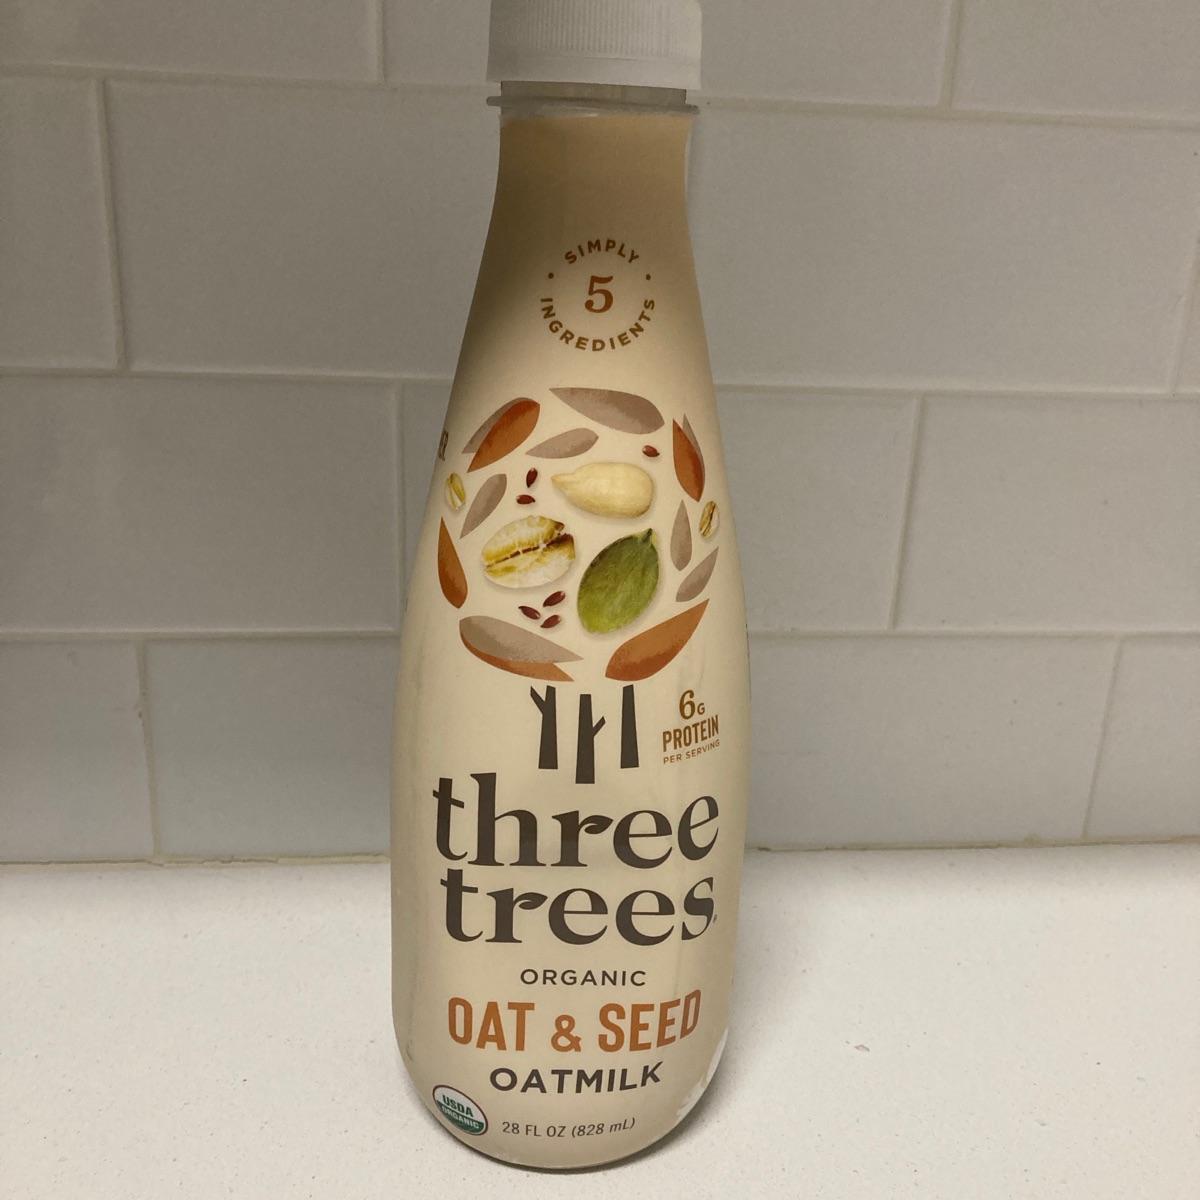 SIMPLY
5
INGREDIENTS
6G
PROTEIN
PER SERVING
three
trees
ORGANIC
OAT & SEED
OATMILK
USDA
ORGANIC
28 FL OZ (828 mL)